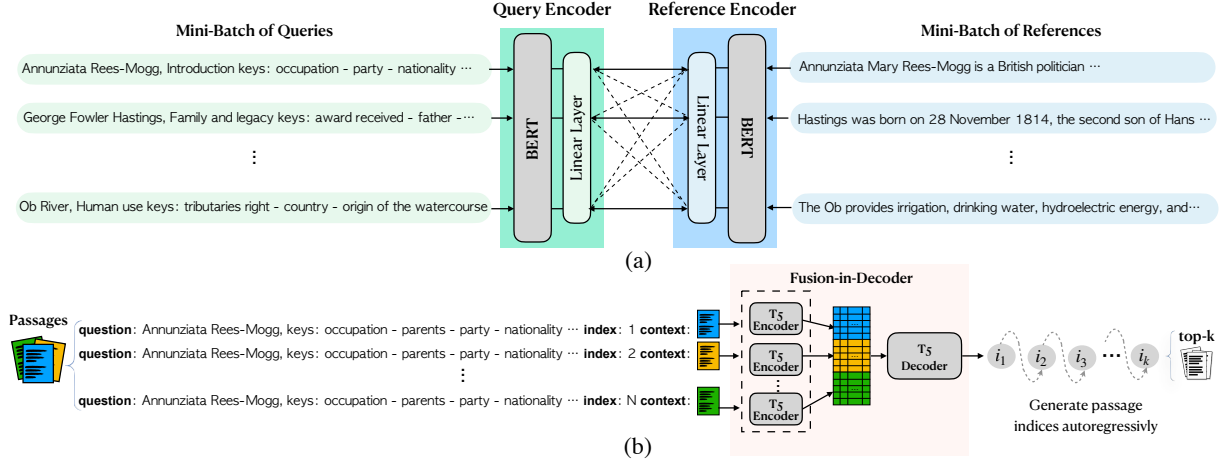 Query Encoder
Reference Encoder
Mini-Batch of Queries
Mini-Batch of References
Annunziata Rees-Mogg, Introduction keys: occupation - party - nationality ⋯
George Fowler Hastings, Family and legacy keys: award received - father -⋯
⋮
Ob River, Human use keys: tributaries right - country - origin of the watercourse
BERT
Linear Layer
Linear Layer
BERT
Annunziata Mary Rees-Mogg is a British politician ⋯
Hastings was born on 28 November 1814, the second son of Hans ⋯
⋮
The Ob provides irrigation, drinking water, hydroelectric energy, and⋯
(a)
Fusion-in-Decoder
Passages
question: Annunziata Rees-Mogg, keys: occupation - parents - party - nationality ⋯ index: 1 context:
question: Annunziata Rees-Mogg, keys: occupation - parents - party - nationality ⋯ index: 2 context:
⋮
question: Annunziata Rees-Mogg, keys: occupation - parents - party - nationality ⋯ index: N context:
T5 Encoder
T5 Encoder
⋮
T5 Encoder
T5 Decoder
i1 i2 i3 ⋯ ik
top-k
Generate passage
indices autoregressivly
(b)